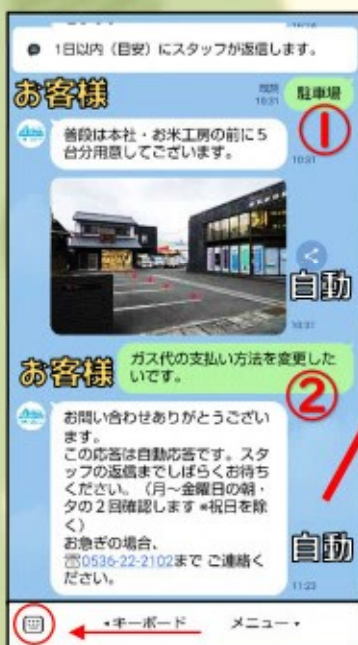 1日以内（目安）にスタッフが返信します。
お客様
既読
10:31
駐車場
①
普段は本社・お米工房の前に５
台分用意してございます。
10:31
自動
10:31
お客様
ガス代の支払い方法を変更した
いです。
②
お問い合わせありがとうござい
ます。
この応答は自動応答です。スタ
ッフの返信までしばらくお待ち
ください。（月～金曜日の朝・
夕の２回確認します※祝日を除
く）
お急ぎの場合、
☎0536-22-2102まで ご連絡く
ださい。
自動
11:23
キーボード
メニュー